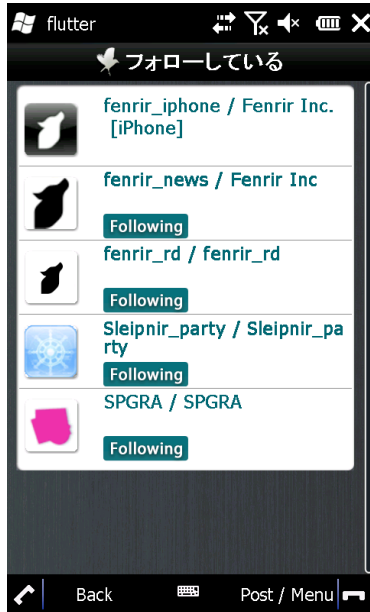 flutter
フォローしている
fenrir_iphone / Fenrir Inc.
[iPhone]
fenrir_news / Fenrir Inc
Following
fenrir_rd / fenrir_rd
Following
Sleipnir_party / Sleipnir_pa
rty
Following
SPGRA / SPGRA
Following
Back
Post / Menu